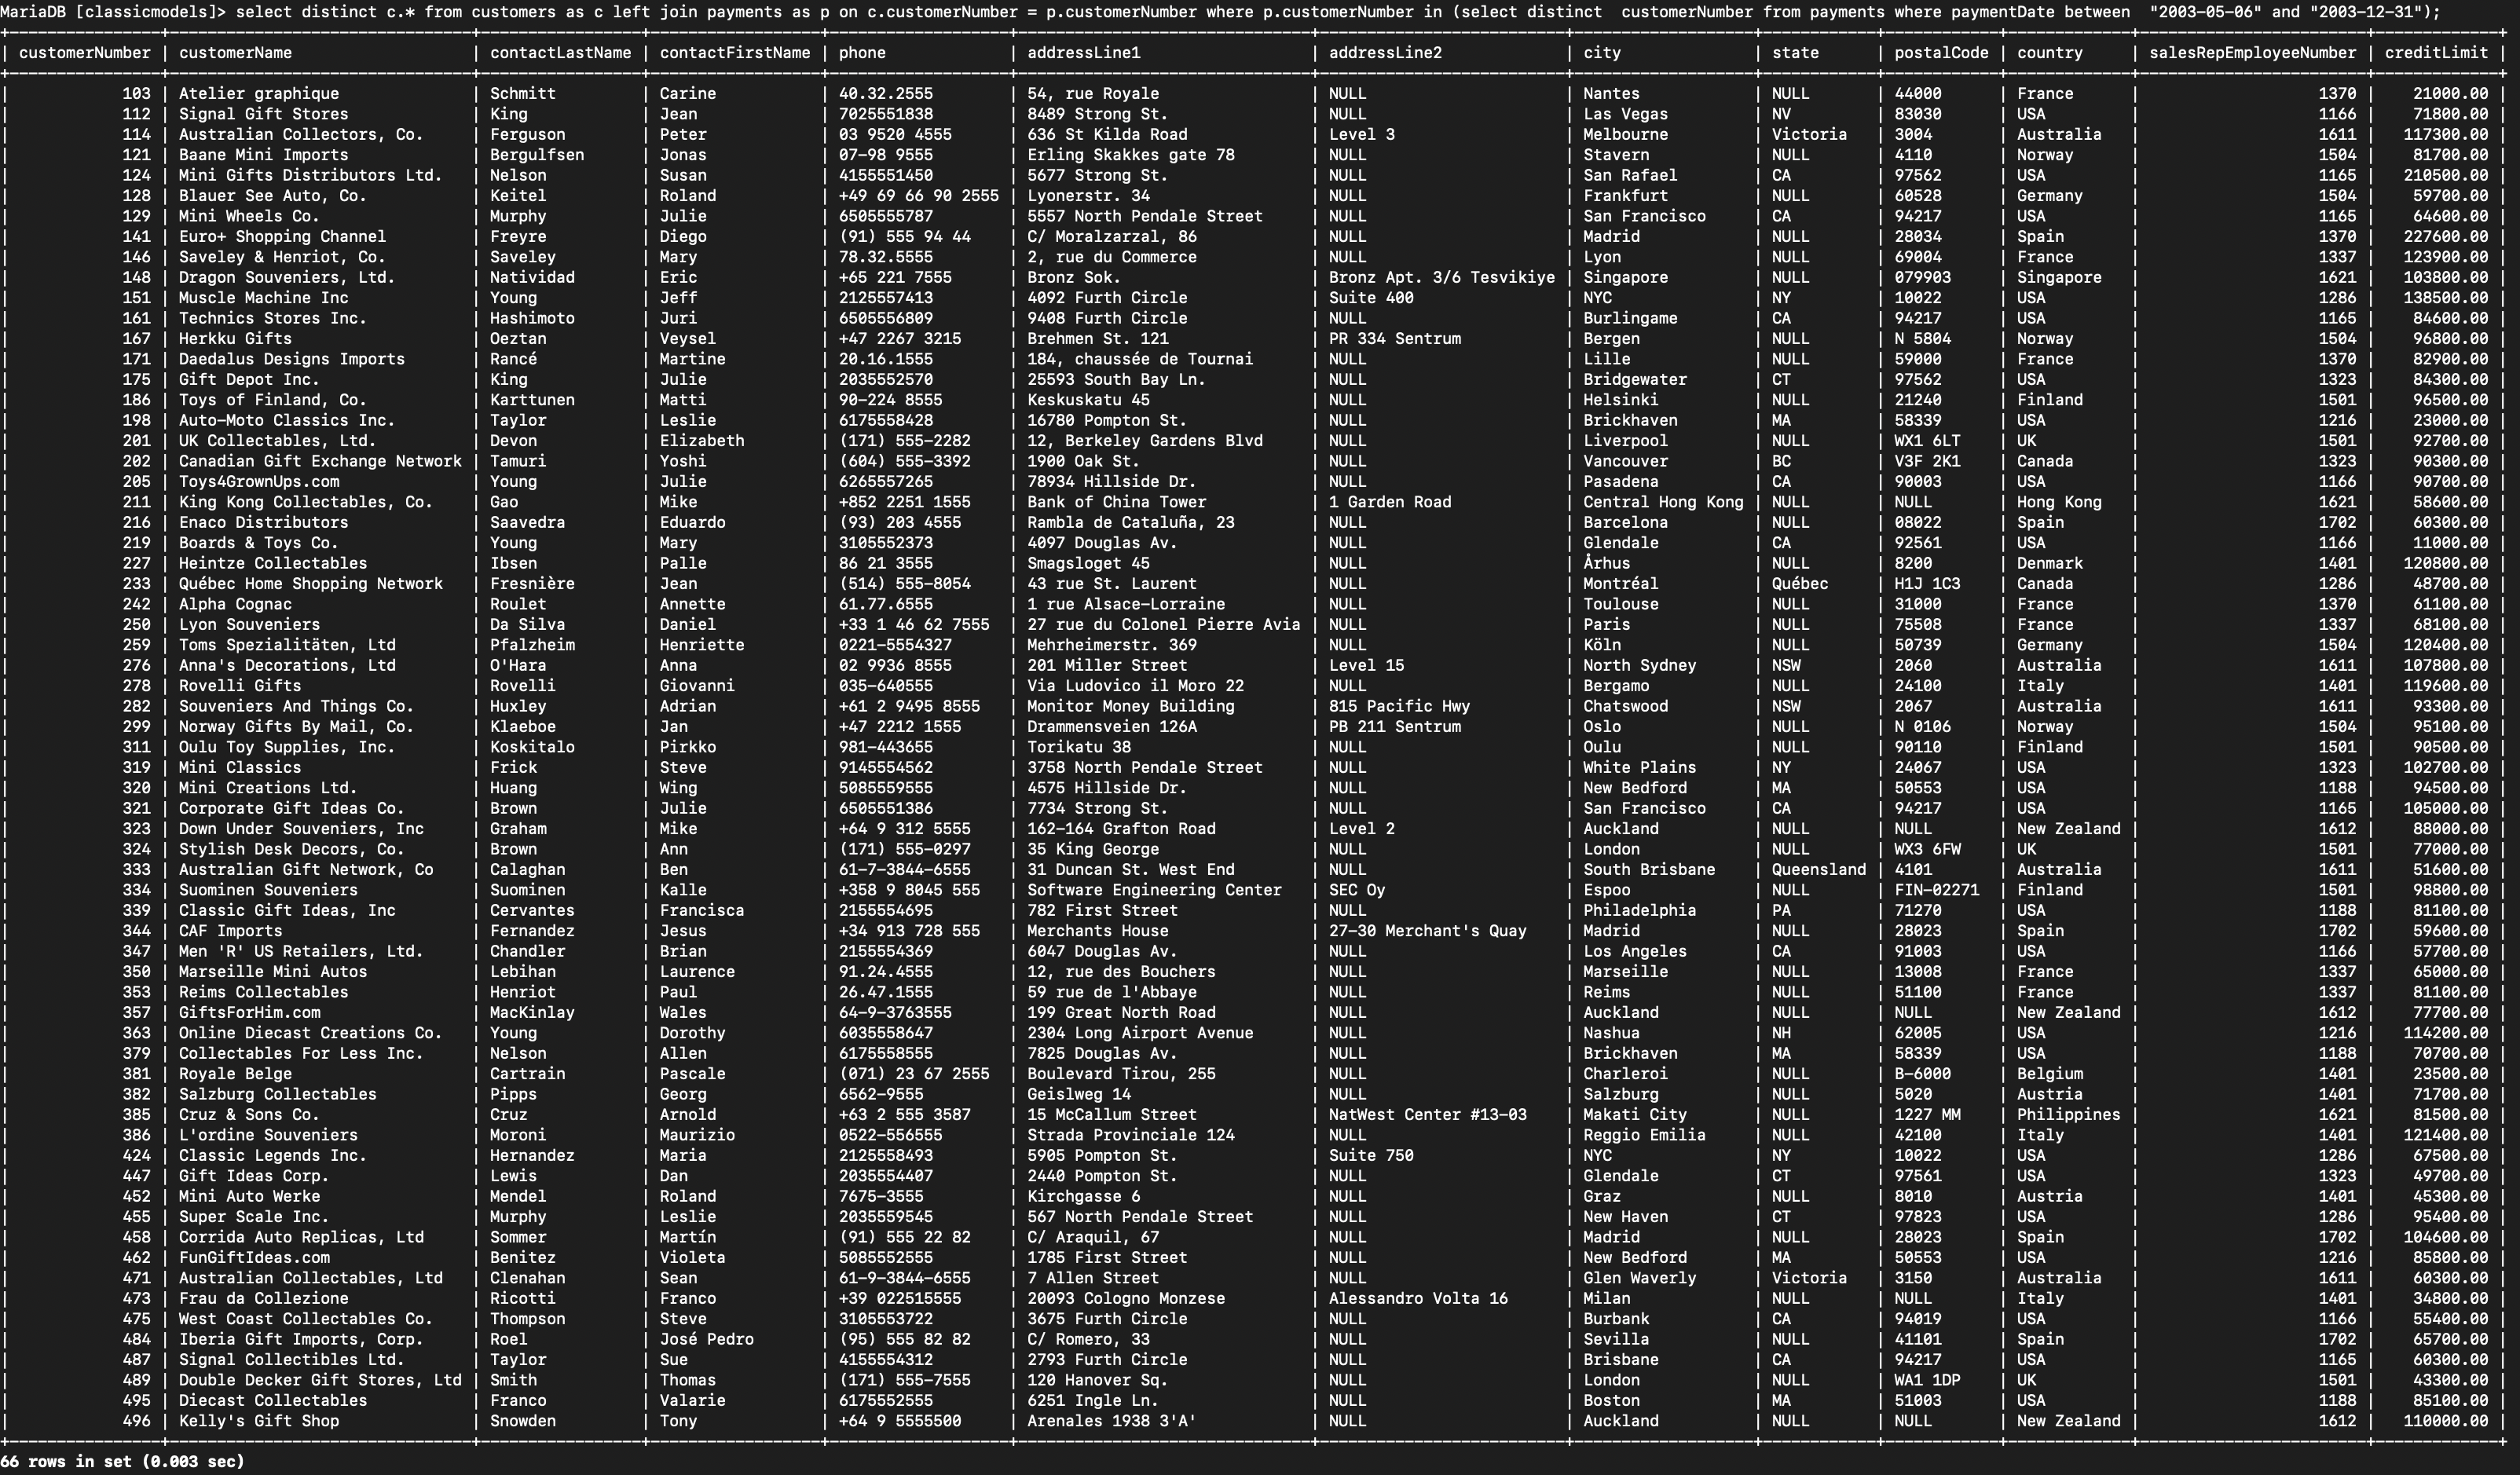 MariaDB [classicmodels]> select distinct c.* from customers as c left join payments as p on c.customerNumber = p.customerNumber where p.customerNumber in (select distinct  customerNumber from payments where paymentDate between  "2003-05-06" and "2003-12-31");
| customerNumber | customerName | contactLastName | contactFirstName | phone | addressLine1 | addressLine2 | city | state | postalCode | country | salesRepEmployeeNumber | creditLimit |
| 103 | Atelier graphique | Schmitt | Carine | 40.32.2555 | 54, rue Royale | NULL | Nantes | NULL | 44000 | France | 1370 | 21000.00 |
| 112 | Signal Gift Stores | King | Jean | 7025551838 | 8489 Strong St. | NULL | Las Vegas | NV | 83030 | USA | 1166 | 71800.00 |
| 114 | Australian Collectors, Co. | Ferguson | Peter | 03 9520 4555 | 636 St Kilda Road | Level 3 | Melbourne | Victoria | 3004 | Australia | 1611 | 117300.00 |
| 121 | Baane Mini Imports | Bergulfsen | Jonas | 07-98 9555 | Erling Skakkes gate 78 | NULL | Stavern | NULL | 4110 | Norway | 1504 | 81700.00 |
| 124 | Mini Gifts Distributors Ltd. | Nelson | Susan | 4155551450 | 5677 Strong St. | NULL | San Rafael | CA | 97562 | USA | 1165 | 210500.00 |
| 128 | Blauer See Auto, Co. | Keitel | Roland | +49 69 66 90 2555 | Lyonerstr. 34 | NULL | Frankfurt | NULL | 60528 | Germany | 1504 | 59700.00 |
| 129 | Mini Wheels Co. | Murphy | Julie | 6505555787 | 5557 North Pendale Street | NULL | San Francisco | CA | 94217 | USA | 1165 | 64600.00 |
| 141 | Euro+ Shopping Channel | Freyre | Diego | (91) 555 94 44 | C/ Moralzarzal, 86 | NULL | Madrid | NULL | 28034 | Spain | 1370 | 227600.00 |
| 146 | Saveley & Henriot, Co. | Saveley | Mary | 78.32.5555 | 2, rue du Commerce | NULL | Lyon | NULL | 69004 | France | 1337 | 123900.00 |
| 148 | Dragon Souveniers, Ltd. | Natividad | Eric | +65 221 7555 | Bronz Sok. | Bronz Apt. 3/6 Tesvikiye | Singapore | NULL | 079903 | Singapore | 1621 | 103800.00 |
| 151 | Muscle Machine Inc | Young | Jeff | 2125557413 | 4092 Furth Circle | Suite 400 | NYC | NY | 10022 | USA | 1286 | 138500.00 |
| 161 | Technics Stores Inc. | Hashimoto | Juri | 6505556809 | 9408 Furth Circle | NULL | Burlingame | CA | 94217 | USA | 1165 | 84600.00 |
| 167 | Herkku Gifts | Oeztan | Veysel | +47 2267 3215 | Brehmen St. 121 | PR 334 Sentrum | Bergen | NULL | N 5804 | Norway | 1504 | 96800.00 |
| 171 | Daedalus Designs Imports | Rancé | Martine | 20.16.1555 | 184, chaussée de Tournai | NULL | Lille | NULL | 59000 | France | 1370 | 82900.00 |
| 175 | Gift Depot Inc. | King | Julie | 2035552570 | 25593 South Bay Ln. | NULL | Bridgewater | CT | 97562 | USA | 1323 | 84300.00 |
| 186 | Toys of Finland, Co. | Karttunen | Matti | 90-224 8555 | Keskuskatu 45 | NULL | Helsinki | NULL | 21240 | Finland | 1501 | 96500.00 |
| 198 | Auto-Moto Classics Inc. | Taylor | Leslie | 6175558428 | 16780 Pompton St. | NULL | Brickhaven | MA | 58339 | USA | 1216 | 23000.00 |
| 201 | UK Collectables, Ltd. | Devon | Elizabeth | (171) 555-2282 | 12, Berkeley Gardens Blvd | NULL | Liverpool | NULL | WX1 6LT | UK | 1501 | 92700.00 |
| 202 | Canadian Gift Exchange Network | Tamuri | Yoshi | (604) 555-3392 | 1900 Oak St. | NULL | Vancouver | BC | V3F 2K1 | Canada | 1323 | 90300.00 |
| 205 | Toys4GrownUps.com | Young | Julie | 6265557265 | 78934 Hillside Dr. | NULL | Pasadena | CA | 90003 | USA | 1166 | 90700.00 |
| 211 | King Kong Collectables, Co. | Gao | Mike | +852 2251 1555 | Bank of China Tower | 1 Garden Road | Central Hong Kong | NULL | NULL | Hong Kong | 1621 | 58600.00 |
| 216 | Enaco Distributors | Saavedra | Eduardo | (93) 203 4555 | Rambla de Cataluña, 23 | NULL | Barcelona | NULL | 08022 | Spain | 1702 | 60300.00 |
| 219 | Boards & Toys Co. | Young | Mary | 3105552373 | 4097 Douglas Av. | NULL | Glendale | CA | 92561 | USA | 1166 | 11000.00 |
| 227 | Heintze Collectables | Ibsen | Palle | 86 21 3555 | Smagsloget 45 | NULL | Århus | NULL | 8200 | Denmark | 1401 | 120800.00 |
| 233 | Québec Home Shopping Network | Fresnière | Jean | (514) 555-8054 | 43 rue St. Laurent | NULL | Montréal | Québec | H1J 1C3 | Canada | 1286 | 48700.00 |
| 242 | Alpha Cognac | Roulet | Annette | 61.77.6555 | 1 rue Alsace-Lorraine | NULL | Toulouse | NULL | 31000 | France | 1370 | 61100.00 |
| 250 | Lyon Souveniers | Da Silva | Daniel | +33 1 46 62 7555 | 27 rue du Colonel Pierre Avia | NULL | Paris | NULL | 75508 | France | 1337 | 68100.00 |
| 259 | Toms Spezialitäten, Ltd | Pfalzheim | Henriette | 0221-5554327 | Mehrheimerstr. 369 | NULL | Köln | NULL | 50739 | Germany | 1504 | 120400.00 |
| 276 | Anna's Decorations, Ltd | O'Hara | Anna | 02 9936 8555 | 201 Miller Street | Level 15 | North Sydney | NSW | 2060 | Australia | 1611 | 107800.00 |
| 278 | Rovelli Gifts | Rovelli | Giovanni | 035-640555 | Via Ludovico il Moro 22 | NULL | Bergamo | NULL | 24100 | Italy | 1401 | 119600.00 |
| 282 | Souveniers And Things Co. | Huxley | Adrian | +61 2 9495 8555 | Monitor Money Building | 815 Pacific Hwy | Chatswood | NSW | 2067 | Australia | 1611 | 93300.00 |
| 299 | Norway Gifts By Mail, Co. | Klaeboe | Jan | +47 2212 1555 | Drammensveien 126A | PB 211 Sentrum | Oslo | NULL | N 0106 | Norway | 1504 | 95100.00 |
| 311 | Oulu Toy Supplies, Inc. | Koskitalo | Pirkko | 981-443655 | Torikatu 38 | NULL | Oulu | NULL | 90110 | Finland | 1501 | 90500.00 |
| 319 | Mini Classics | Frick | Steve | 9145554562 | 3758 North Pendale Street | NULL | White Plains | NY | 24067 | USA | 1323 | 102700.00 |
| 320 | Mini Creations Ltd. | Huang | Wing | 5085559555 | 4575 Hillside Dr. | NULL | New Bedford | MA | 50553 | USA | 1188 | 94500.00 |
| 321 | Corporate Gift Ideas Co. | Brown | Julie | 6505551386 | 7734 Strong St. | NULL | San Francisco | CA | 94217 | USA | 1165 | 105000.00 |
| 323 | Down Under Souveniers, Inc | Graham | Mike | +64 9 312 5555 | 162-164 Grafton Road | Level 2 | Auckland | NULL | NULL | New Zealand | 1612 | 88000.00 |
| 324 | Stylish Desk Decors, Co. | Brown | Ann | (171) 555-0297 | 35 King George | NULL | London | NULL | WX3 6FW | UK | 1501 | 77000.00 |
| 333 | Australian Gift Network, Co | Calaghan | Ben | 61-7-3844-6555 | 31 Duncan St. West End | NULL | South Brisbane | Queensland | 4101 | Australia | 1611 | 51600.00 |
| 334 | Suominen Souveniers | Suominen | Kalle | +358 9 8045 555 | Software Engineering Center | SEC Oy | Espoo | NULL | FIN-02271 | Finland | 1501 | 98800.00 |
| 339 | Classic Gift Ideas, Inc | Cervantes | Francisca | 2155554695 | 782 First Street | NULL | Philadelphia | PA | 71270 | USA | 1188 | 81100.00 |
| 344 | CAF Imports | Fernandez | Jesus | +34 913 728 555 | Merchants House | 27-30 Merchant's Quay | Madrid | NULL | 28023 | Spain | 1702 | 59600.00 |
| 347 | Men 'R' US Retailers, Ltd. | Chandler | Brian | 2155554369 | 6047 Douglas Av. | NULL | Los Angeles | CA | 91003 | USA | 1166 | 57700.00 |
| 350 | Marseille Mini Autos | Lebihan | Laurence | 91.24.4555 | 12, rue des Bouchers | NULL | Marseille | NULL | 13008 | France | 1337 | 65000.00 |
| 353 | Reims Collectables | Henriot | Paul | 26.47.1555 | 59 rue de l'Abbaye | NULL | Reims | NULL | 51100 | France | 1337 | 81100.00 |
| 357 | GiftsForHim.com | MacKinlay | Wales | 64-9-3763555 | 199 Great North Road | NULL | Auckland | NULL | NULL | New Zealand | 1612 | 77700.00 |
| 363 | Online Diecast Creations Co. | Young | Dorothy | 6035558647 | 2304 Long Airport Avenue | NULL | Nashua | NH | 62005 | USA | 1216 | 114200.00 |
| 379 | Collectables For Less Inc. | Nelson | Allen | 6175558555 | 7825 Douglas Av. | NULL | Brickhaven | MA | 58339 | USA | 1188 | 70700.00 |
| 381 | Royale Belge | Cartrain | Pascale | (071) 23 67 2555 | Boulevard Tirou, 255 | NULL | Charleroi | NULL | B-6000 | Belgium | 1401 | 23500.00 |
| 382 | Salzburg Collectables | Pipps | Georg | 6562-9555 | Geislweg 14 | NULL | Salzburg | NULL | 5020 | Austria | 1401 | 71700.00 |
| 385 | Cruz & Sons Co. | Cruz | Arnold | +63 2 555 3587 | 15 McCallum Street | NatWest Center #13-03 | Makati City | NULL | 1227 MM | Philippines | 1621 | 81500.00 |
| 386 | L'ordine Souveniers | Moroni | Maurizio | 0522-556555 | Strada Provinciale 124 | NULL | Reggio Emilia | NULL | 42100 | Italy | 1401 | 121400.00 |
| 424 | Classic Legends Inc. | Hernandez | Maria | 2125558493 | 5905 Pompton St. | Suite 750 | NYC | NY | 10022 | USA | 1286 | 67500.00 |
| 447 | Gift Ideas Corp. | Lewis | Dan | 2035554407 | 2440 Pompton St. | NULL | Glendale | CT | 97561 | USA | 1323 | 49700.00 |
| 452 | Mini Auto Werke | Mendel | Roland | 7675-3555 | Kirchgasse 6 | NULL | Graz | NULL | 8010 | Austria | 1401 | 45300.00 |
| 455 | Super Scale Inc. | Murphy | Leslie | 2035559545 | 567 North Pendale Street | NULL | New Haven | CT | 97823 | USA | 1286 | 95400.00 |
| 458 | Corrida Auto Replicas, Ltd | Sommer | Martín | (91) 555 22 82 | C/ Araquil, 67 | NULL | Madrid | NULL | 28023 | Spain | 1702 | 104600.00 |
| 462 | FunGiftIdeas.com | Benitez | Violeta | 5085552555 | 1785 First Street | NULL | New Bedford | MA | 50553 | USA | 1216 | 85800.00 |
| 471 | Australian Collectables, Ltd | Clenahan | Sean | 61-9-3844-6555 | 7 Allen Street | NULL | Glen Waverly | Victoria | 3150 | Australia | 1611 | 60300.00 |
| 473 | Frau da Collezione | Ricotti | Franco | +39 022515555 | 20093 Cologno Monzese | Alessandro Volta 16 | Milan | NULL | NULL | Italy | 1401 | 34800.00 |
| 475 | West Coast Collectables Co. | Thompson | Steve | 3105553722 | 3675 Furth Circle | NULL | Burbank | CA | 94019 | USA | 1166 | 55400.00 |
| 484 | Iberia Gift Imports, Corp. | Roel | José Pedro | (95) 555 82 82 | C/ Romero, 33 | NULL | Sevilla | NULL | 41101 | Spain | 1702 | 65700.00 |
| 487 | Signal Collectibles Ltd. | Taylor | Sue | 4155554312 | 2793 Furth Circle | NULL | Brisbane | CA | 94217 | USA | 1165 | 60300.00 |
| 489 | Double Decker Gift Stores, Ltd | Smith | Thomas | (171) 555-7555 | 120 Hanover Sq. | NULL | London | NULL | WA1 1DP | UK | 1501 | 43300.00 |
| 495 | Diecast Collectables | Franco | Valarie | 6175552555 | 6251 Ingle Ln. | NULL | Boston | MA | 51003 | USA | 1188 | 85100.00 |
| 496 | Kelly's Gift Shop | Snowden | Tony | +64 9 5555500 | Arenales 1938 3'A' | NULL | Auckland | NULL | NULL | New Zealand | 1612 | 110000.00 |
66 rows in set (0.003 sec)